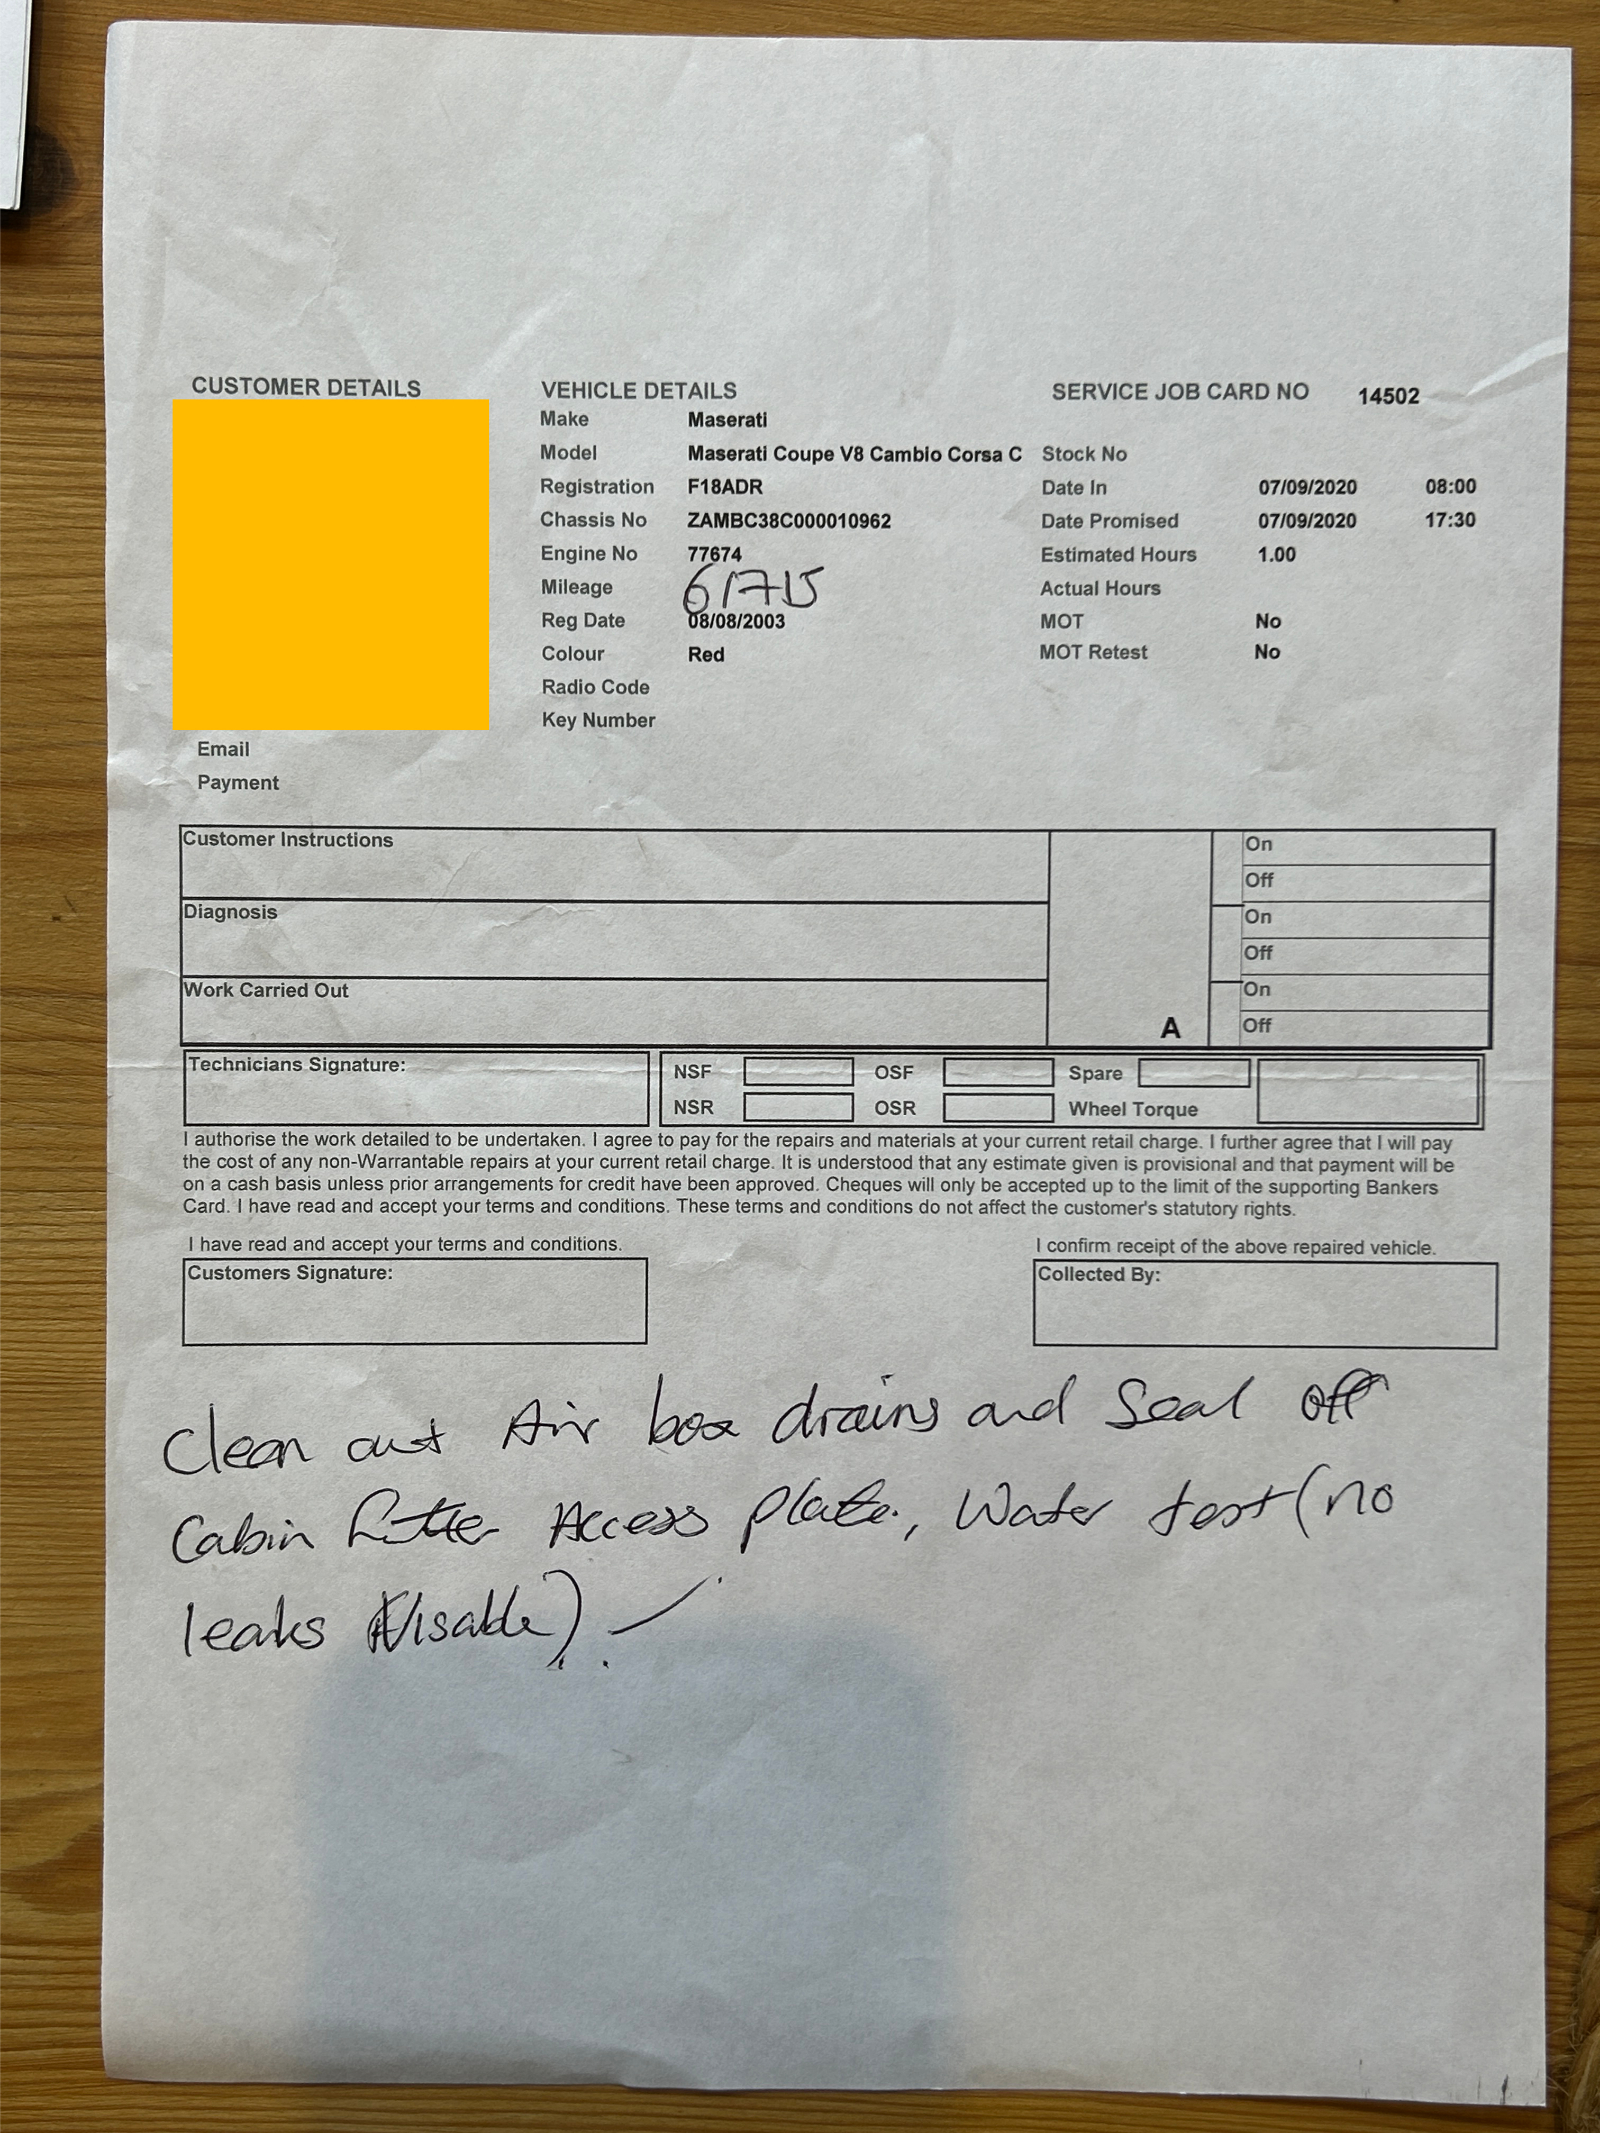 CUSTOMER DETAILS
VEHICLE DETAILS
SERVICE JOB CARD NO 14502
Make Maserati
Model Maserati Coupe V8 Cambio Corsa C Stock No
Registration F18ADR Date In 07/09/2020 08:00
Chassis No ZAMBC38C000010962 Date Promised 07/09/2020 17:30
Engine No 77674 Estimated Hours 1.00
Mileage 61715 Actual Hours
Reg Date 08/08/2003 MOT No
Colour Red MOT Retest No
Radio Code
Key Number
Email
Payment
Customer Instructions On
Off
Diagnosis On
Off
Work Carried Out On
A Off
Technicians Signature: NSF OSF Spare
NSR OSR Wheel Torque
I authorise the work detailed to be undertaken. I agree to pay for the repairs and materials at your current retail charge. I further agree that I will pay
the cost of any non-Warrantable repairs at your current retail charge. It is understood that any estimate given is provisional and that payment will be
on a cash basis unless prior arrangements for credit have been approved. Cheques will only be accepted up to the limit of the supporting Bankers
Card. I have read and accept your terms and conditions. These terms and conditions do not affect the customer's statutory rights.
I have read and accept your terms and conditions. I confirm receipt of the above repaired vehicle.
Customers Signature: Collected By:
Clean out Air box drains and Seal off
Cabin filter Access plate, Water test (no
leaks Visable)